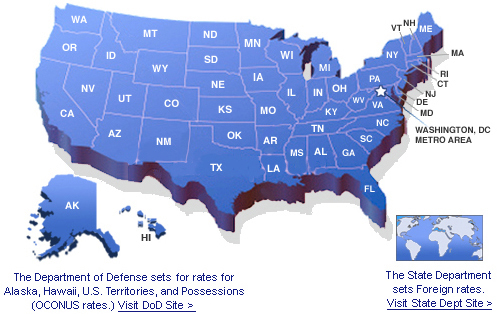 WA
MT
ND
MN
VT
NH
ME
OR
ID
WY
SD
WI
MI
NY
MA
RI
CT
NV
UT
CO
NE
IA
IL
IN
OH
PA
NJ
DE
MD
CA
AZ
NM
KS
MO
KY
WV
VA
WASHINGTON, DC
METRO AREA
OK
AR
TN
NC
SC
TX
LA
MS
AL
GA
FL
AK
HI
The Department of Defense sets for rates for
Alaska, Hawaii, U.S. Territories, and Possessions
(OCONUS rates.) Visit DoD Site >
The State Department
sets Foreign rates.
Visit State Dept Site >